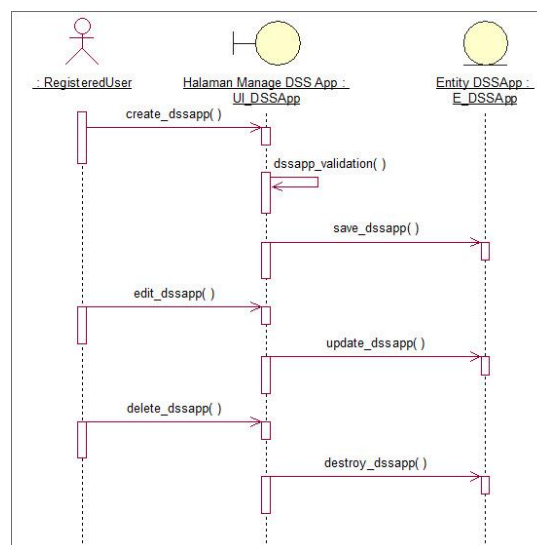 : RegisteredUser
Halaman Manage DSS App :
UI_DSSApp
Entity DSSApp :
E_DSSApp
create_dssapp( )
dssapp_validation( )
save_dssapp( )
edit_dssapp( )
update_dssapp( )
delete_dssapp( )
destroy_dssapp( )